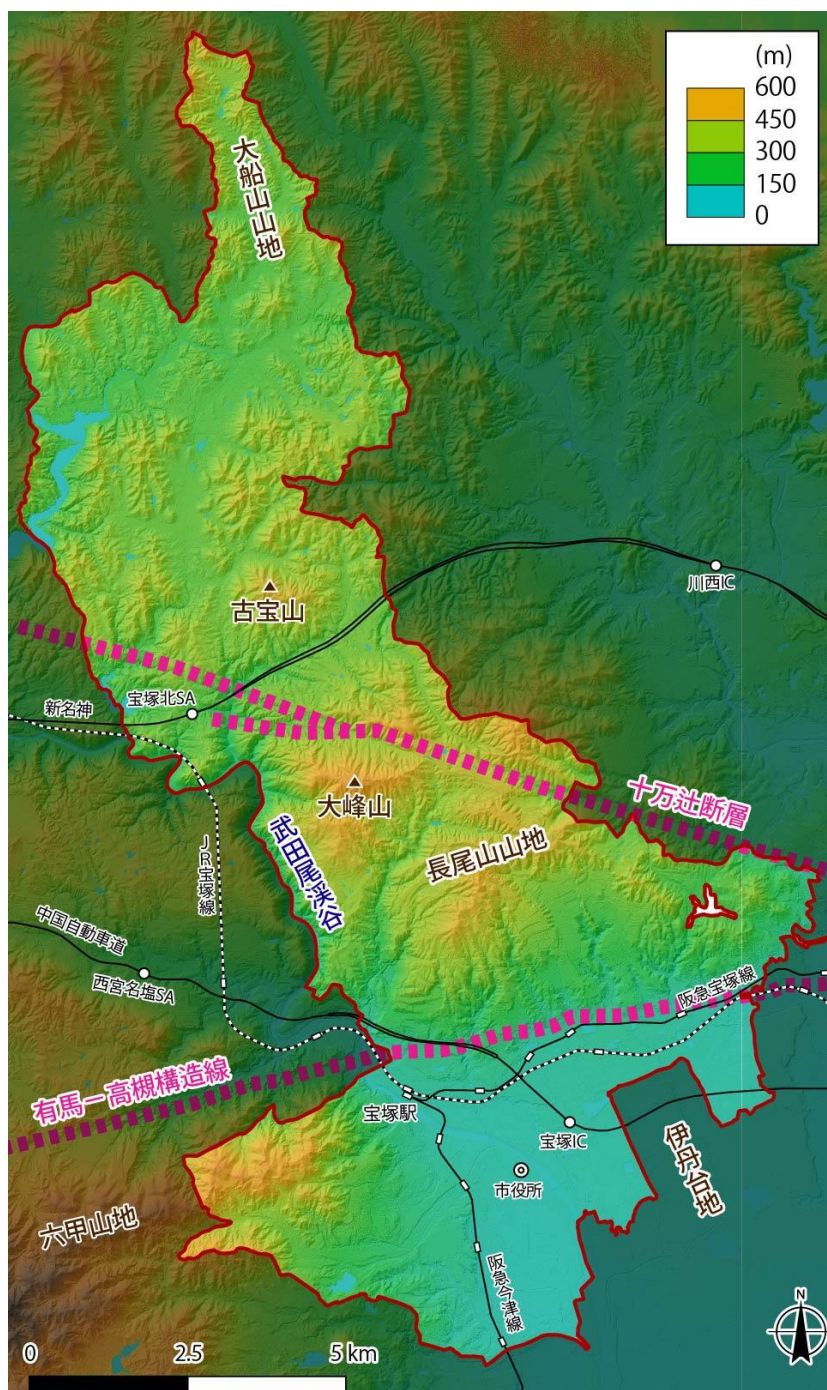 (m)
600
450
300
150
0
大船山山地
川西IC
古宝山
宝塚北SA
新名神
十万辻断層
大峰山
長尾山山地
武田尾渓谷
JR宝塚線
中国自動車道
西宮名塩SA
阪急宝塚線
有馬ー高槻構造線
宝塚駅
宝塚IC
伊丹台地
市役所
六甲山地
阪急今津線
N
0 2.5 5 km